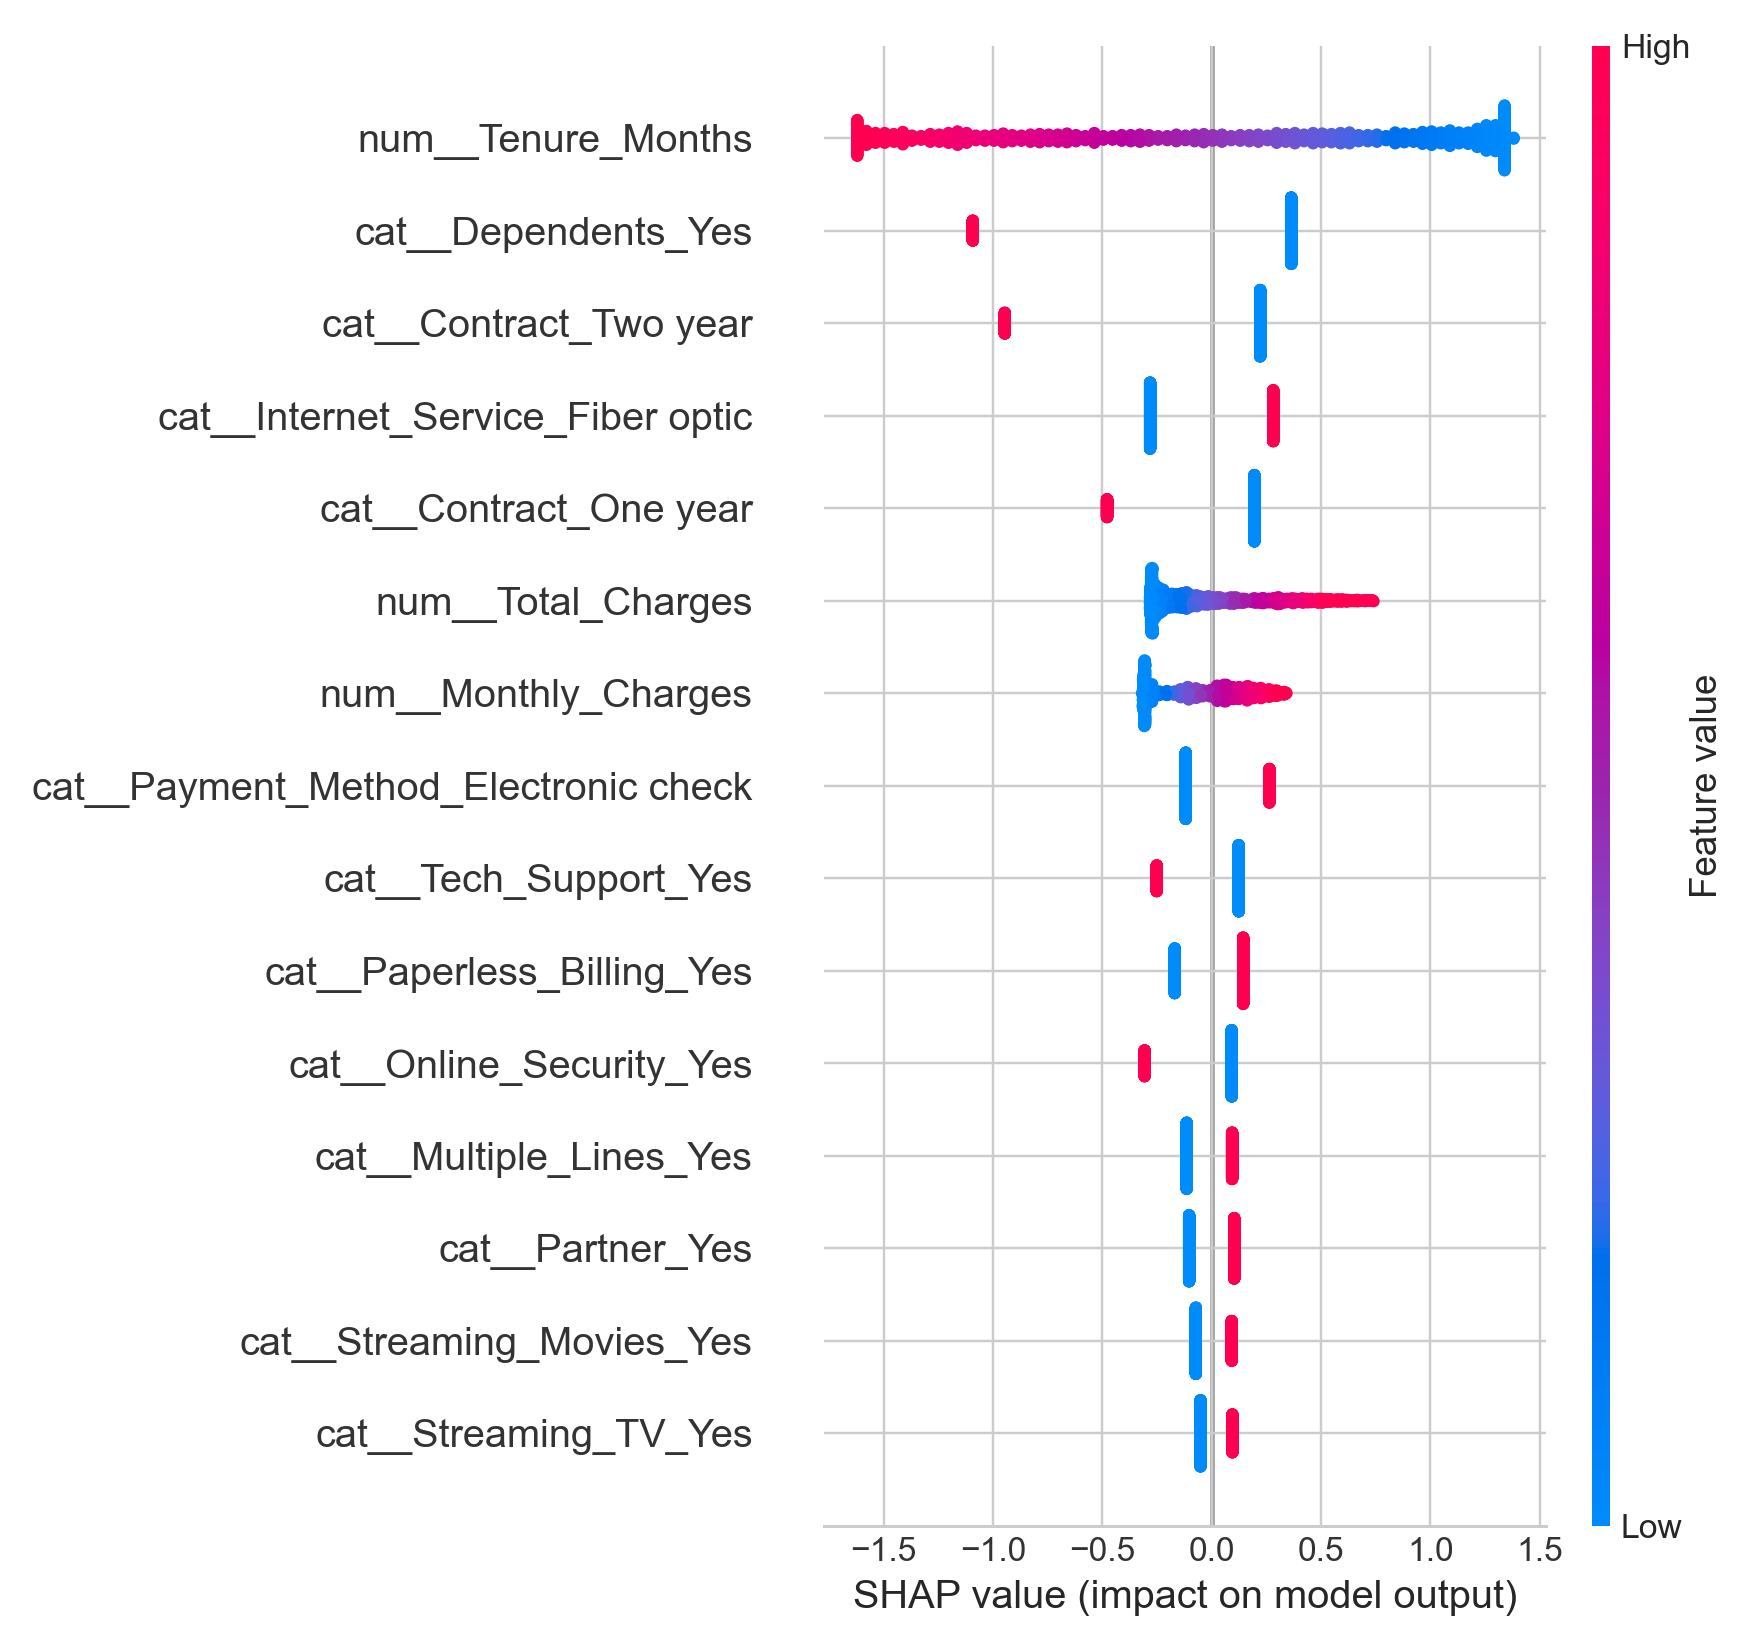 High
num__Tenure_Months
cat__Dependents_Yes
cat__Contract_Two year
cat__Internet_Service_Fiber optic
cat__Contract_One year
num__Total_Charges
num__Monthly_Charges
cat__Payment_Method_Electronic check
cat__Tech_Support_Yes
cat__Paperless_Billing_Yes
cat__Online_Security_Yes
cat__Multiple_Lines_Yes
cat__Partner_Yes
cat__Streaming_Movies_Yes
cat__Streaming_TV_Yes
Feature value
Low
−1.5 −1.0 −0.5 0.0 0.5 1.0 1.5
SHAP value (impact on model output)